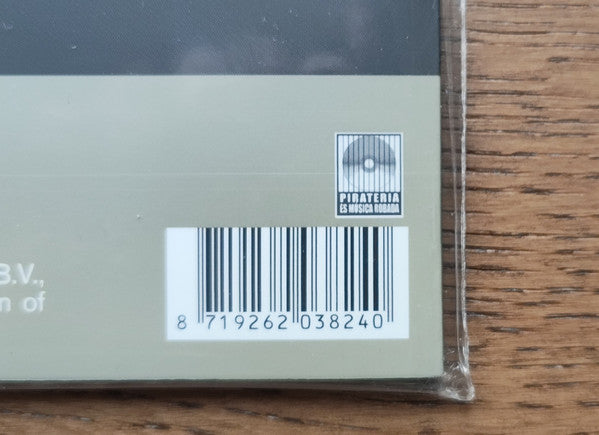 PIRATERIA
ES MÚSICA ROBADA
B.V.,
n of
8 719262 038240